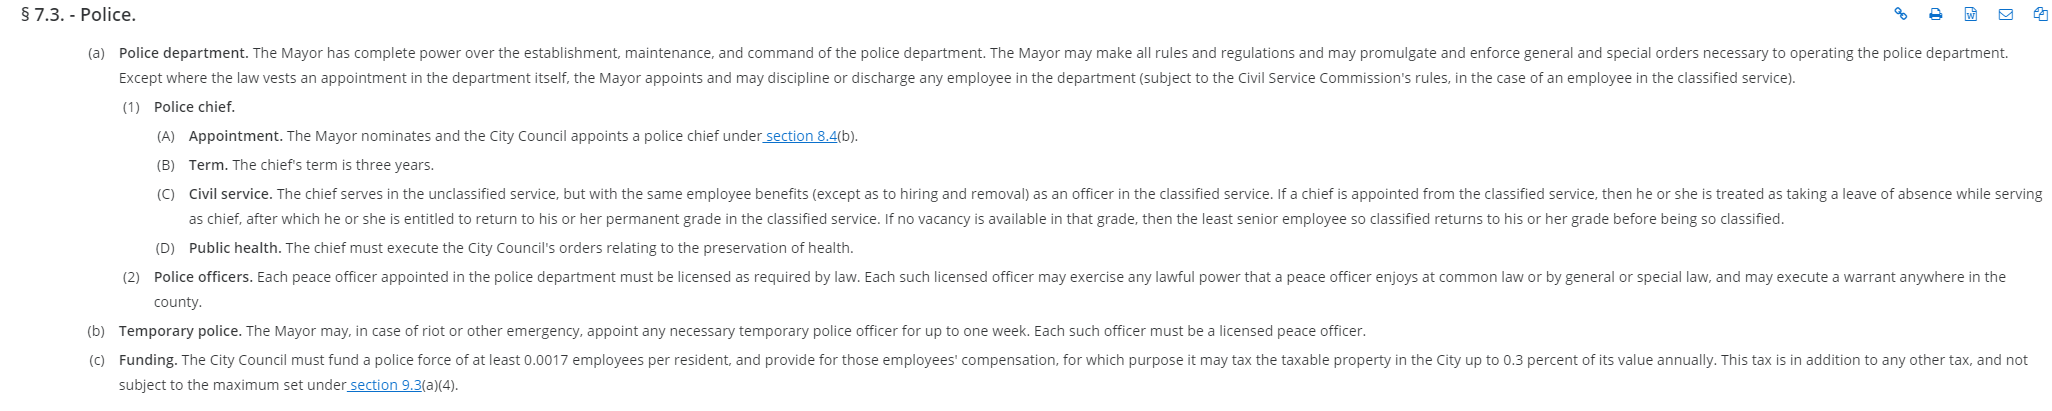 § 7.3. - Police.
(a) Police department. The Mayor has complete power over the establishment, maintenance, and command of the police department. The Mayor may make all rules and regulations and may promulgate and enforce general and special orders necessary to operating the police department.
Except where the law vests an appointment in the department itself, the Mayor appoints and may discipline or discharge any employee in the department (subject to the Civil Service Commission's rules, in the case of an employee in the classified service).
(1) Police chief.
(A) Appointment. The Mayor nominates and the City Council appoints a police chief under section 8.4(b).
(B) Term. The chief's term is three years.
(C) Civil service. The chief serves in the unclassified service, but with the same employee benefits (except as to hiring and removal) as an officer in the classified service. If a chief is appointed from the classified service, then he or she is treated as taking a leave of absence while serving
as chief, after which he or she is entitled to return to his or her permanent grade in the classified service. If no vacancy is available in that grade, then the least senior employee so classified returns to his or her grade before being so classified.
(D) Public health. The chief must execute the City Council's orders relating to the preservation of health.
(2) Police officers. Each peace officer appointed in the police department must be licensed as required by law. Each such licensed officer may exercise any lawful power that a peace officer enjoys at common law or by general or special law, and may execute a warrant anywhere in the
county.
(b) Temporary police. The Mayor may, in case of riot or other emergency, appoint any necessary temporary police officer for up to one week. Each such officer must be a licensed peace officer.
(c) Funding. The City Council must fund a police force of at least 0.0017 employees per resident, and provide for those employees' compensation, for which purpose it may tax the taxable property in the City up to 0.3 percent of its value annually. This tax is in addition to any other tax, and not
subject to the maximum set under section 9.3(a)(4).